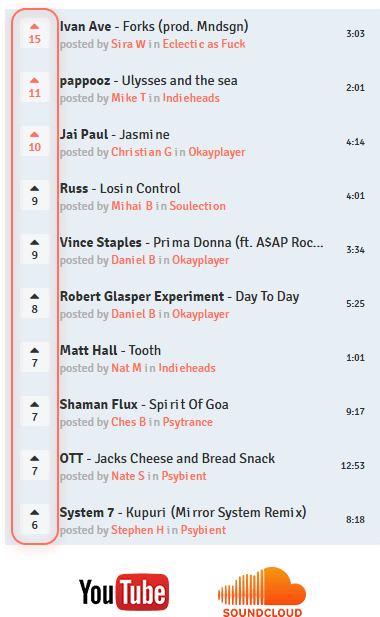 Ivan Ave - Forks (prod. Mndsgn)
15
3:03
posted by Sira W in Eclectic as Fuck
pappooz - Ulysses and the sea
11
2:01
posted by Mike T in Indieheads
Jai Paul - Jasmine
10
4:14
posted by Christian G in Okayplayer
Russ - Losin Control
9
4:01
posted by Mihai B in Soulection
Vince Staples - Prima Donna (ft. A$AP Roc...
9
3:34
posted by Daniel B in Okayplayer
Robert Glasper Experiment - Day To Day
8
5:25
posted by Daniel B in Okayplayer
Matt Hall - Tooth
7
1:01
posted by Nat M in Indieheads
Shaman Flux - Spirit Of Goa
7
9:17
posted by Ches B in Psytrance
OTT - Jacks Cheese and Bread Snack
7
12:53
posted by Nate S in Psybient
System 7 - Kupuri (Mirror System Remix)
6
8:18
posted by Stephen H in Psybient
YouTube
SOUNDCLOUD